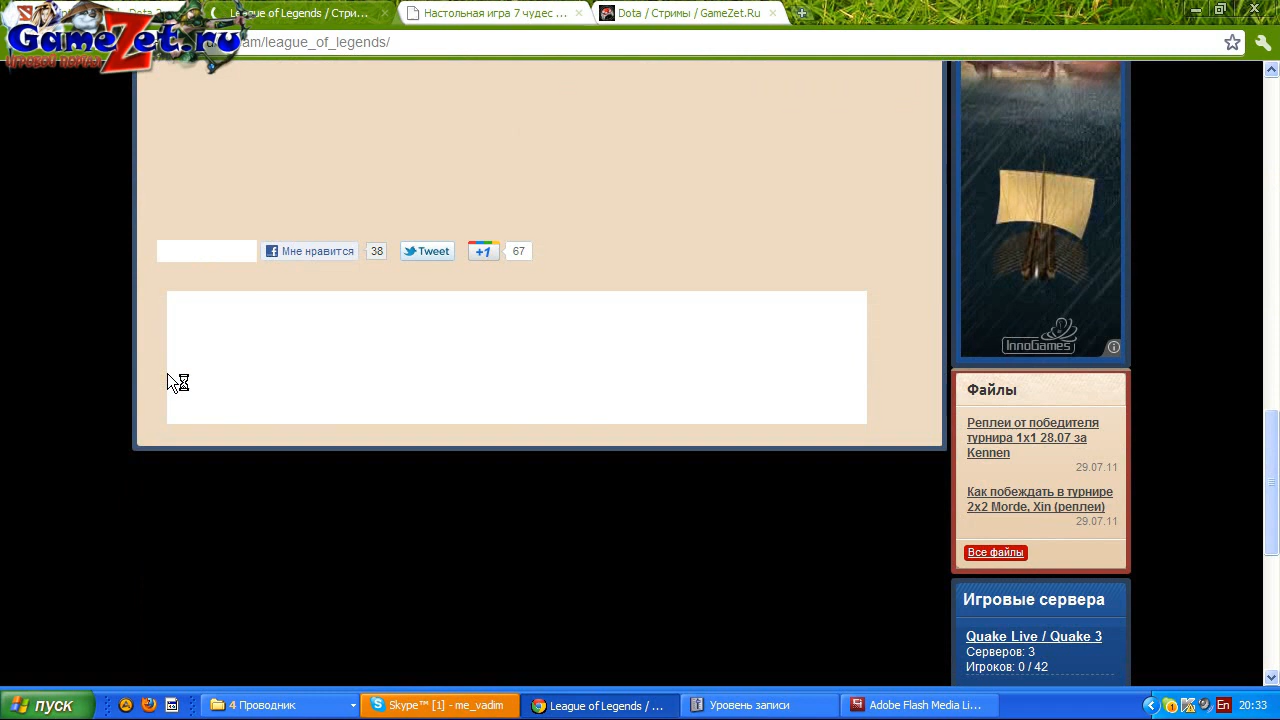 League of Legends / Стри...
Настольная игра 7 чудес ...
Dota / Стримы / GameZet.Ru
GameZet.ru
ИГРОВОЙ ПОРТАЛ
am/league_of_legends/
Мне нравится
38
Tweet
+1
67
InnoGames
Файлы
Реплеи от победителя
турнира 1x1 28.07 за
Kennen
29.07.11
Как побеждать в турнире
2x2 Morde, Xin (реплеи)
29.07.11
Все файлы
Игровые сервера
Quake Live / Quake 3
Серверов: 3
Игроков: 0 / 42
пуск
4 Проводник
Skype™ [1] - me_vadim
League of Legends / ...
Уровень записи
Adobe Flash Media Li...
En
20:33